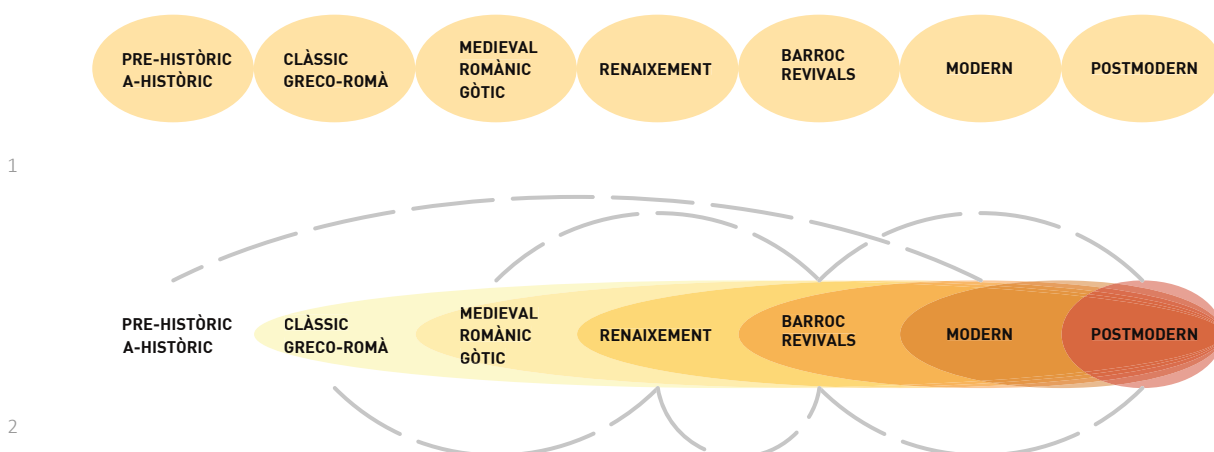 PRE-HISTÒRIC
A-HISTÒRIC
CLÀSSIC
GRECO-ROMÀ
MEDIEVAL
ROMÀNIC
GÒTIC
RENAIXEMENT
BARROC
REVIVALS
MODERN
POSTMODERN
1
PRE-HISTÒRIC
A-HISTÒRIC
CLÀSSIC
GRECO-ROMÀ
MEDIEVAL
ROMÀNIC
GÒTIC
RENAIXEMENT
BARROC
REVIVALS
MODERN
POSTMODERN
2